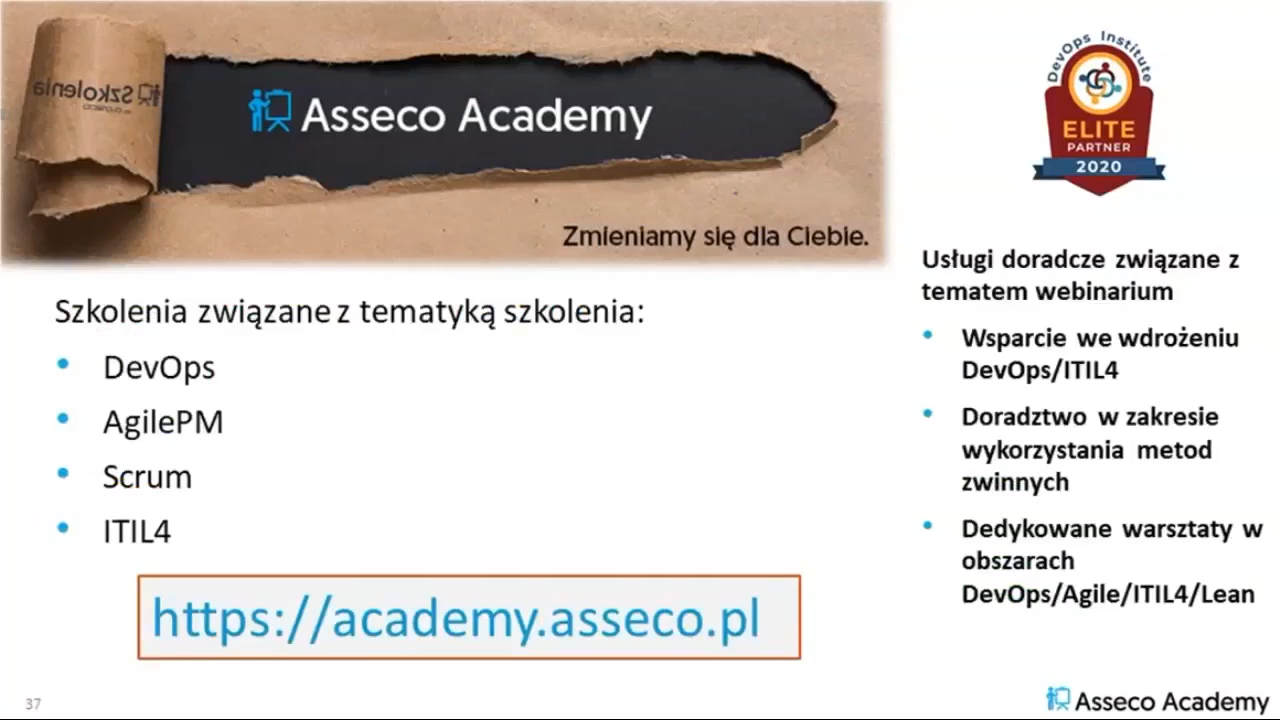 Szkolenia
Asseco Academy
Zmieniamy się dla Ciebie.
DevOps Institute
ELITE
PARTNER
2020
Szkolenia związane z tematyką szkolenia:
• DevOps
• AgilePM
• Scrum
• ITIL4
https://academy.asseco.pl
Usługi doradcze związane z
tematem webinarium
• Wsparcie we wdrożeniu
DevOps/ITIL4
• Doradztwo w zakresie
wykorzystania metod
zwinnych
• Dedykowane warsztaty w
obszarach
DevOps/Agile/ITIL4/Lean
37
Asseco Academy